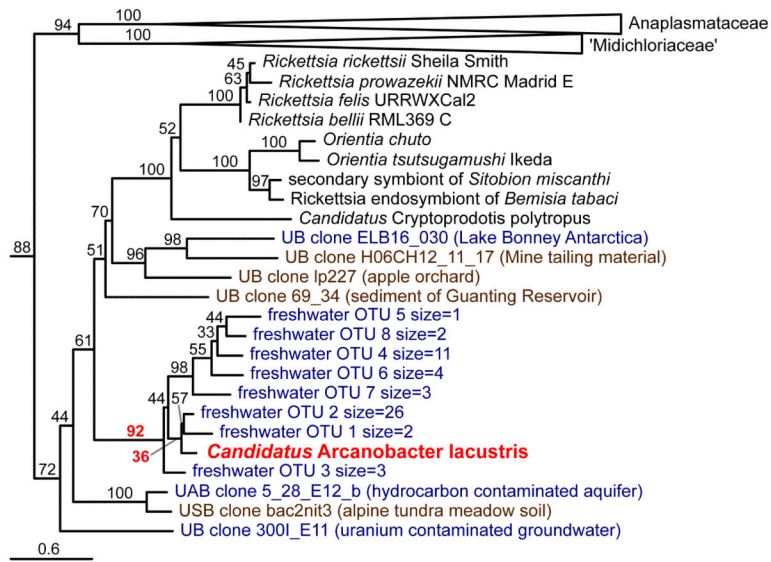 94
100
Anaplasmataceae
100
'Midichloriaceae'
45
Rickettsia rickettsii Sheila Smith
63
Rickettsia prowazekii NMRC Madrid E
100
Rickettsia felis URRWXCal2
Rickettsia bellii RML369 C
52
100
Orientia chuto
100
Orientia tsutsugamushi Ikeda
100
97
secondary symbiont of Sitobion miscanthi
Rickettsia endosymbiont of Bemisia tabaci
70
Candidatus Cryptoprodotis polytropus
88
98
UB clone ELB16_030 (Lake Bonney Antarctica)
51
96
UB clone H06CH12_11_17 (Mine tailing material)
UB clone lp227 (apple orchard)
UB clone 69_34 (sediment of Guanting Reservoir)
44
freshwater OTU 5 size=1
33
freshwater OTU 8 size=2
61
55
freshwater OTU 4 size=11
98
freshwater OTU 6 size=4
44
57
freshwater OTU 7 size=3
44
freshwater OTU 2 size=26
92
freshwater OTU 1 size=2
36
Candidatus Arcanobacter lacustris
72
freshwater OTU 3 size=3
100
UAB clone 5_28_E12_b (hydrocarbon contaminated aquifer)
USB clone bac2nit3 (alpine tundra meadow soil)
UB clone 300I_E11 (uranium contaminated groundwater)
0.6